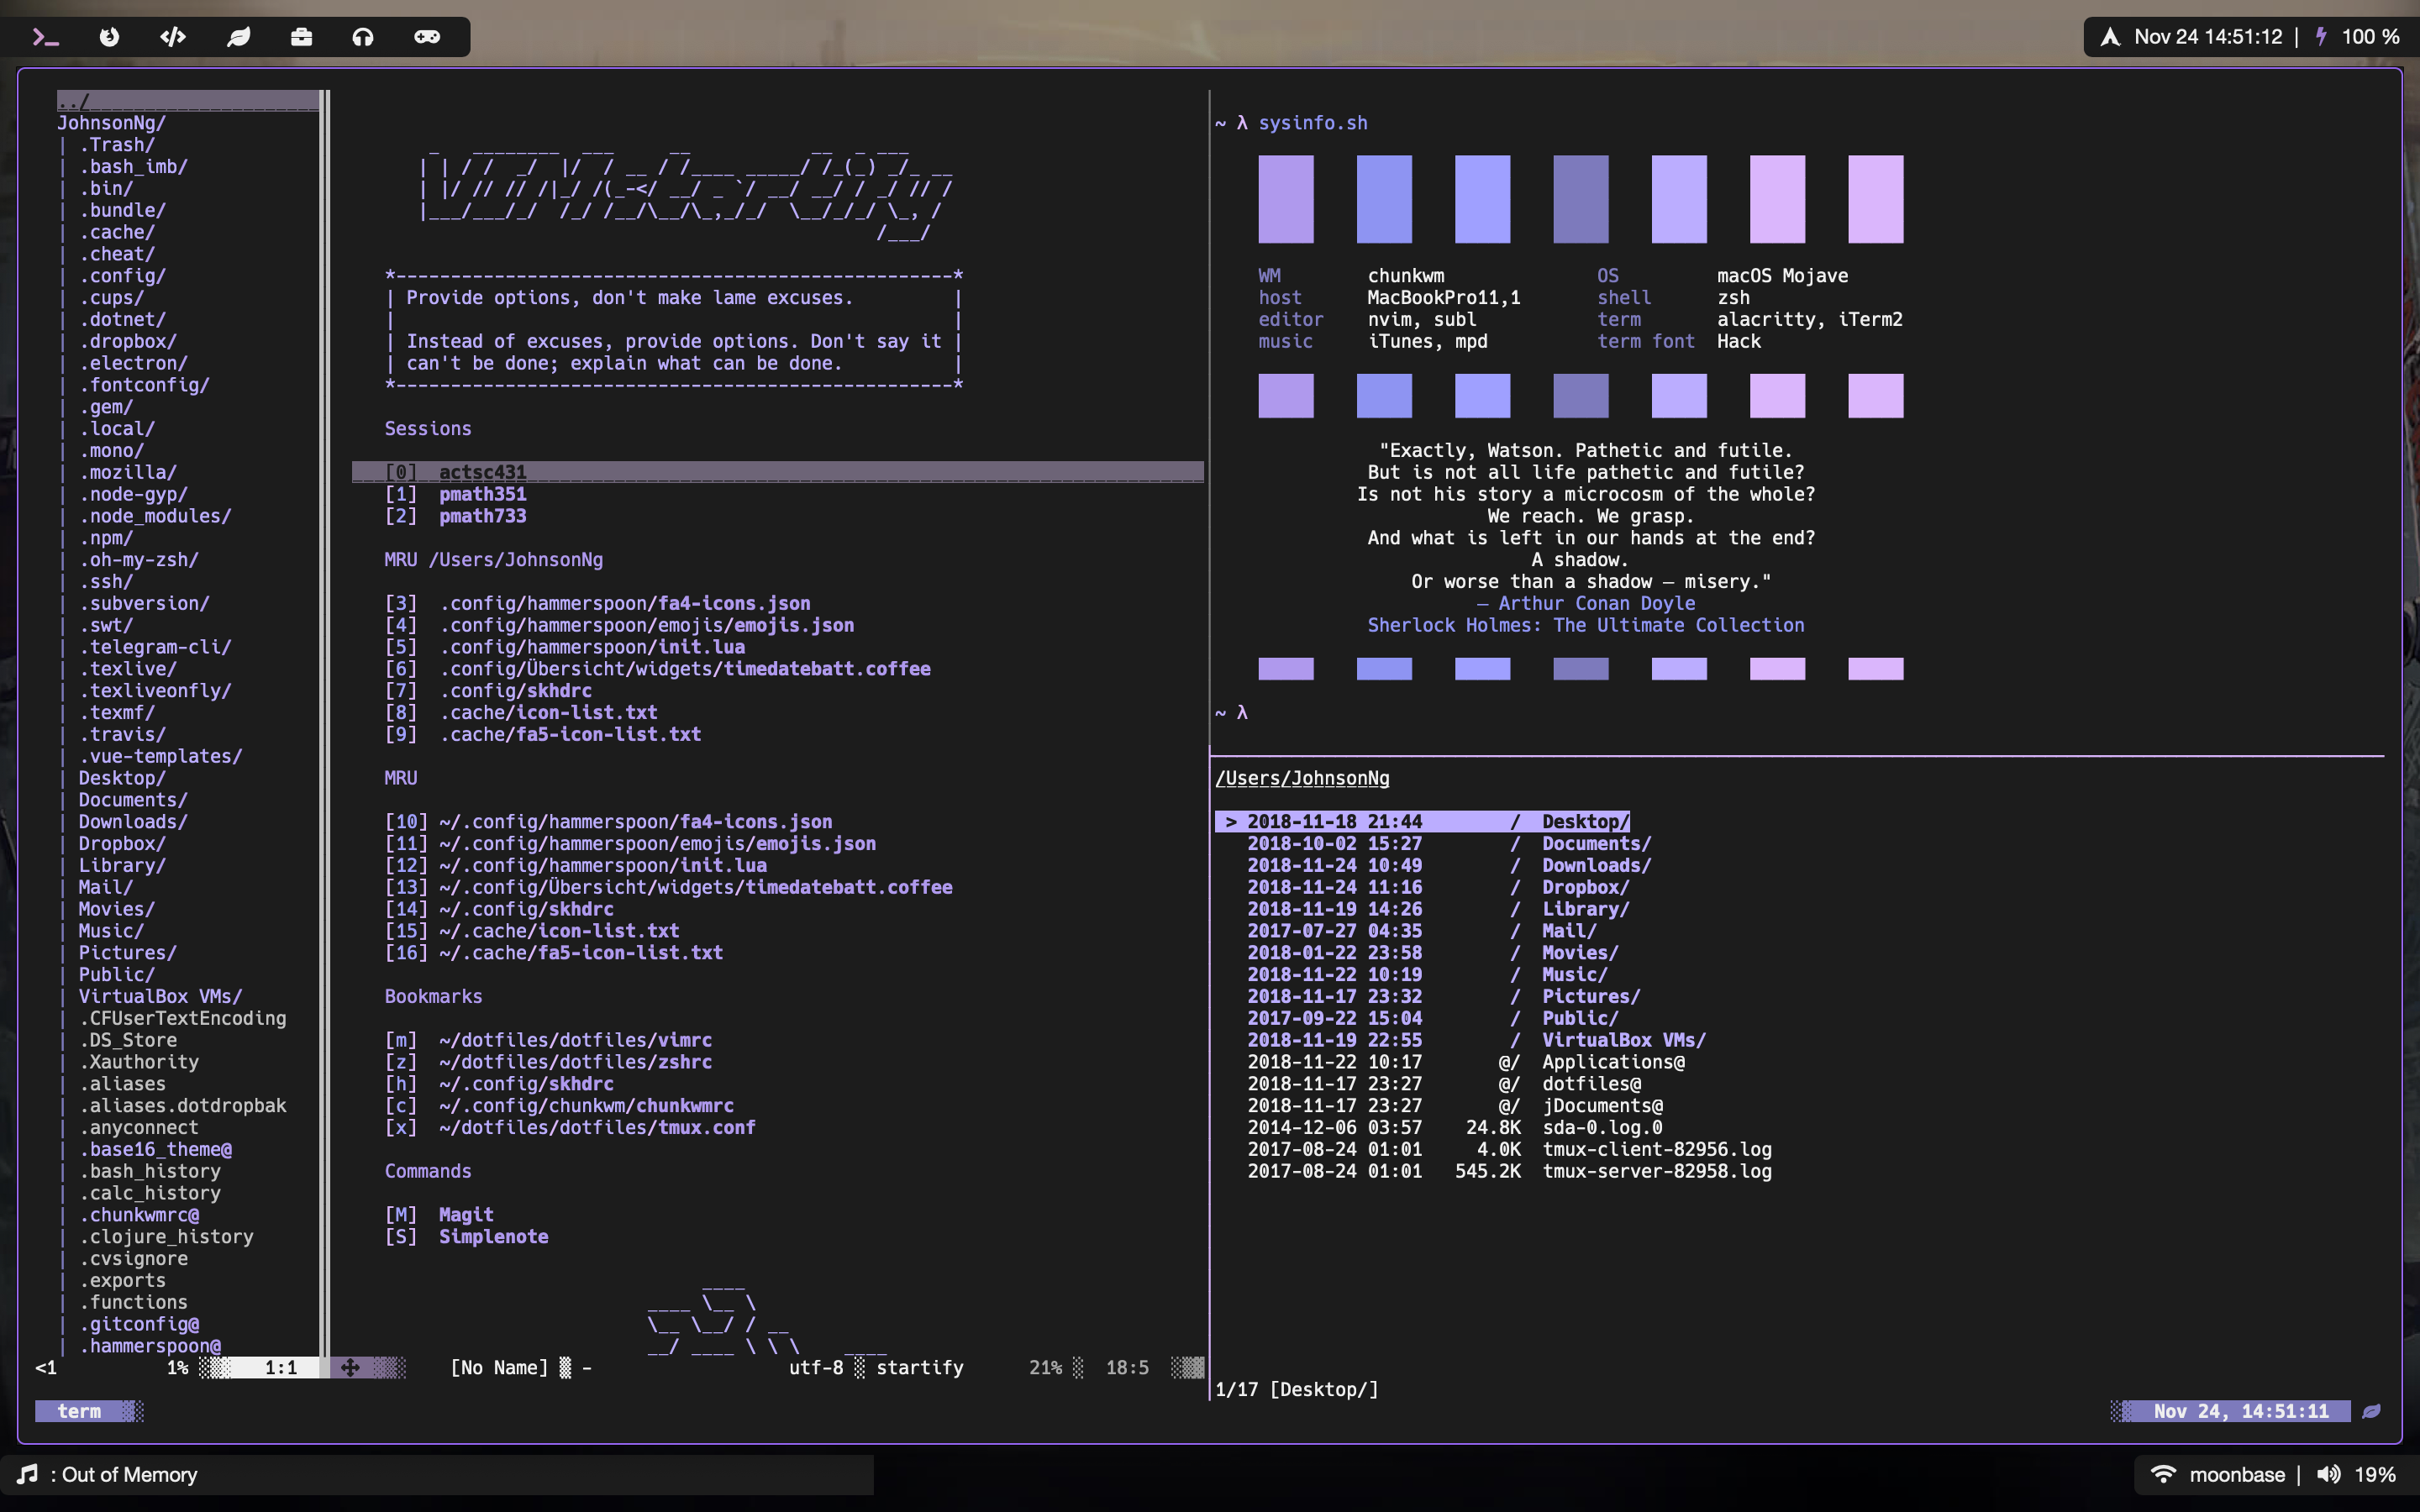 Nov 24 14:51:12 | 100 %
../
JohnsonNg/
| .Trash/
| .bash_imb/
| .bin/
| .bundle/
| .cache/
| .cheat/
| .config/
| .cups/
| .dotnet/
| .dropbox/
| .electron/
| .fontconfig/
| .gem/
| .local/
| .mono/
| .mozilla/
| .node-gyp/
| .node_modules/
| .npm/
| .oh-my-zsh/
| .ssh/
| .subversion/
| .swt/
| .telegram-cli/
| .texlive/
| .texliveonfly/
| .texmf/
| .travis/
| .vue-templates/
| Desktop/
| Documents/
| Downloads/
| Dropbox/
| Library/
| Mail/
| Movies/
| Music/
| Pictures/
| Public/
| VirtualBox VMs/
| .CFUserTextEncoding
| .DS_Store
| .Xauthority
| .aliases
| .aliases.dotdropbak
| .anyconnect
| .base16_theme@
| .bash_history
| .calc_history
| .chunkwmrc@
| .clojure_history
| .cvsignore
| .exports
| .functions
| .gitconfig@
| .hammerspoon@
<1 1% 1:1
*---------------------------------------------------*
| Provide options, don't make lame excuses. |
| |
| Instead of excuses, provide options. Don't say it |
| can't be done; explain what can be done. |
*---------------------------------------------------*
Sessions
[0] actsc431
[1] pmath351
[2] pmath733
MRU /Users/JohnsonNg
[3] .config/hammerspoon/fa4-icons.json
[4] .config/hammerspoon/emojis/emojis.json
[5] .config/hammerspoon/init.lua
[6] .config/Übersicht/widgets/timedatebatt.coffee
[7] .config/skhdrc
[8] .cache/icon-list.txt
[9] .cache/fa5-icon-list.txt
MRU
[10] ~/.config/hammerspoon/fa4-icons.json
[11] ~/.config/hammerspoon/emojis/emojis.json
[12] ~/.config/hammerspoon/init.lua
[13] ~/.config/Übersicht/widgets/timedatebatt.coffee
[14] ~/.config/skhdrc
[15] ~/.cache/icon-list.txt
[16] ~/.cache/fa5-icon-list.txt
Bookmarks
[m] ~/dotfiles/dotfiles/vimrc
[z] ~/dotfiles/dotfiles/zshrc
[h] ~/.config/skhdrc
[c] ~/.config/chunkwm/chunkwmrc
[x] ~/dotfiles/dotfiles/tmux.conf
Commands
[M] Magit
[S] Simplenote
[No Name] - utf-8 startify 21% 18:5
~ λ sysinfo.sh
WM chunkwm OS macOS Mojave
host MacBookPro11,1 shell zsh
editor nvim, subl term alacritty, iTerm2
music iTunes, mpd term font Hack
"Exactly, Watson. Pathetic and futile.
But is not all life pathetic and futile?
Is not his story a microcosm of the whole?
We reach. We grasp.
And what is left in our hands at the end?
A shadow.
Or worse than a shadow — misery."
— Arthur Conan Doyle
Sherlock Holmes: The Ultimate Collection
~ λ
/Users/JohnsonNg
> 2018-11-18 21:44 / Desktop/
2018-10-02 15:27 / Documents/
2018-11-24 10:49 / Downloads/
2018-11-24 11:16 / Dropbox/
2018-11-19 14:26 / Library/
2017-07-27 04:35 / Mail/
2018-01-22 23:58 / Movies/
2018-11-22 10:19 / Music/
2018-11-17 23:32 / Pictures/
2017-09-22 15:04 / Public/
2018-11-19 22:55 / VirtualBox VMs/
2018-11-22 10:17 @/ Applications@
2018-11-17 23:27 @/ dotfiles@
2018-11-17 23:27 @/ jDocuments@
2014-12-06 03:57 24.8K sda-0.log.0
2017-08-24 01:01 4.0K tmux-client-82956.log
2017-08-24 01:01 545.2K tmux-server-82958.log
1/17 [Desktop/]
term
Nov 24, 14:51:11
: Out of Memory
moonbase | 19%